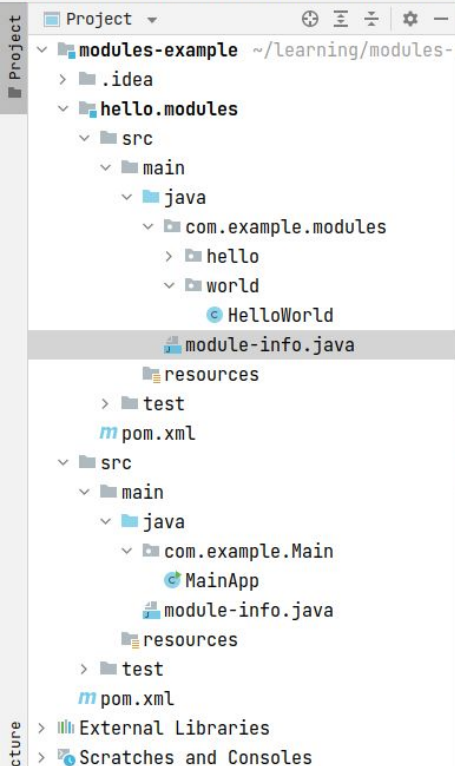 Project
Project
modules-example ~/learning/modules-
.idea
hello.modules
src
main
java
com.example.modules
hello
world
HelloWorld
module-info.java
resources
test
pom.xml
src
main
java
com.example.Main
MainApp
module-info.java
resources
test
pom.xml
External Libraries
Scratches and Consoles
cture